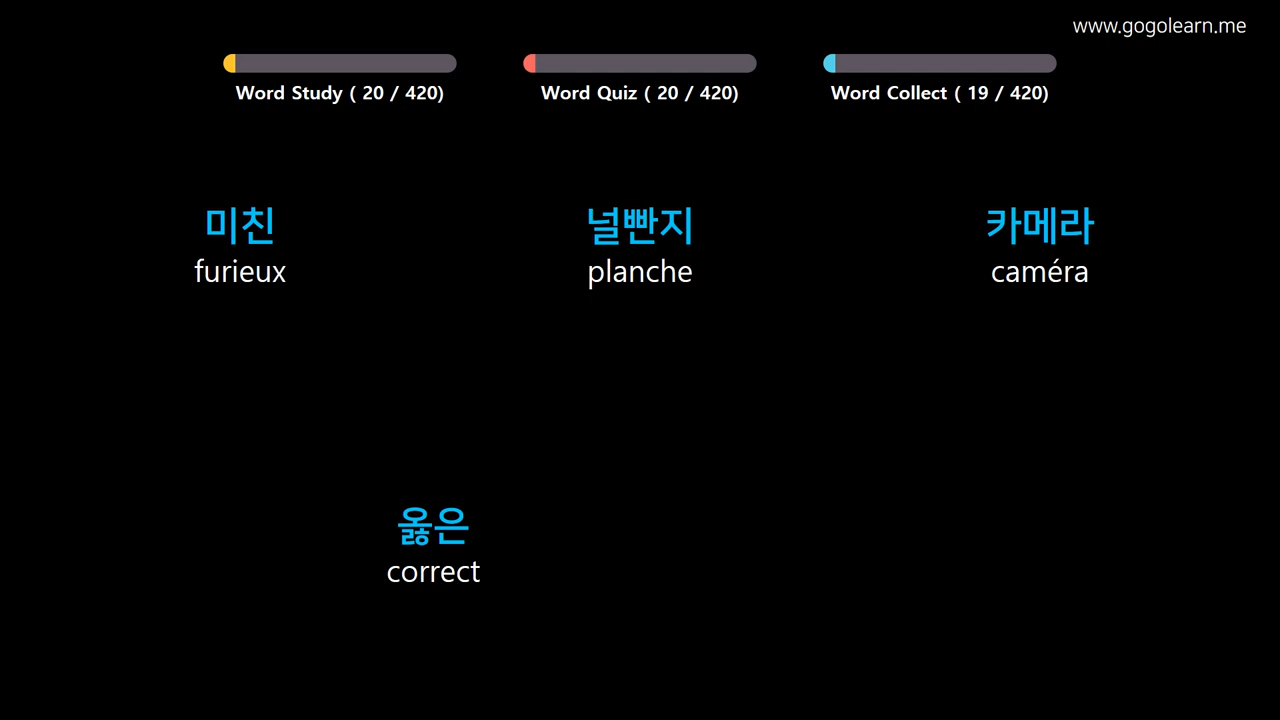 www.gogolearn.me
Word Study ( 20 / 420)
Word Quiz ( 20 / 420)
Word Collect ( 19 / 420)
미친
furieux
널빤지
planche
카메라
caméra
옳은
correct